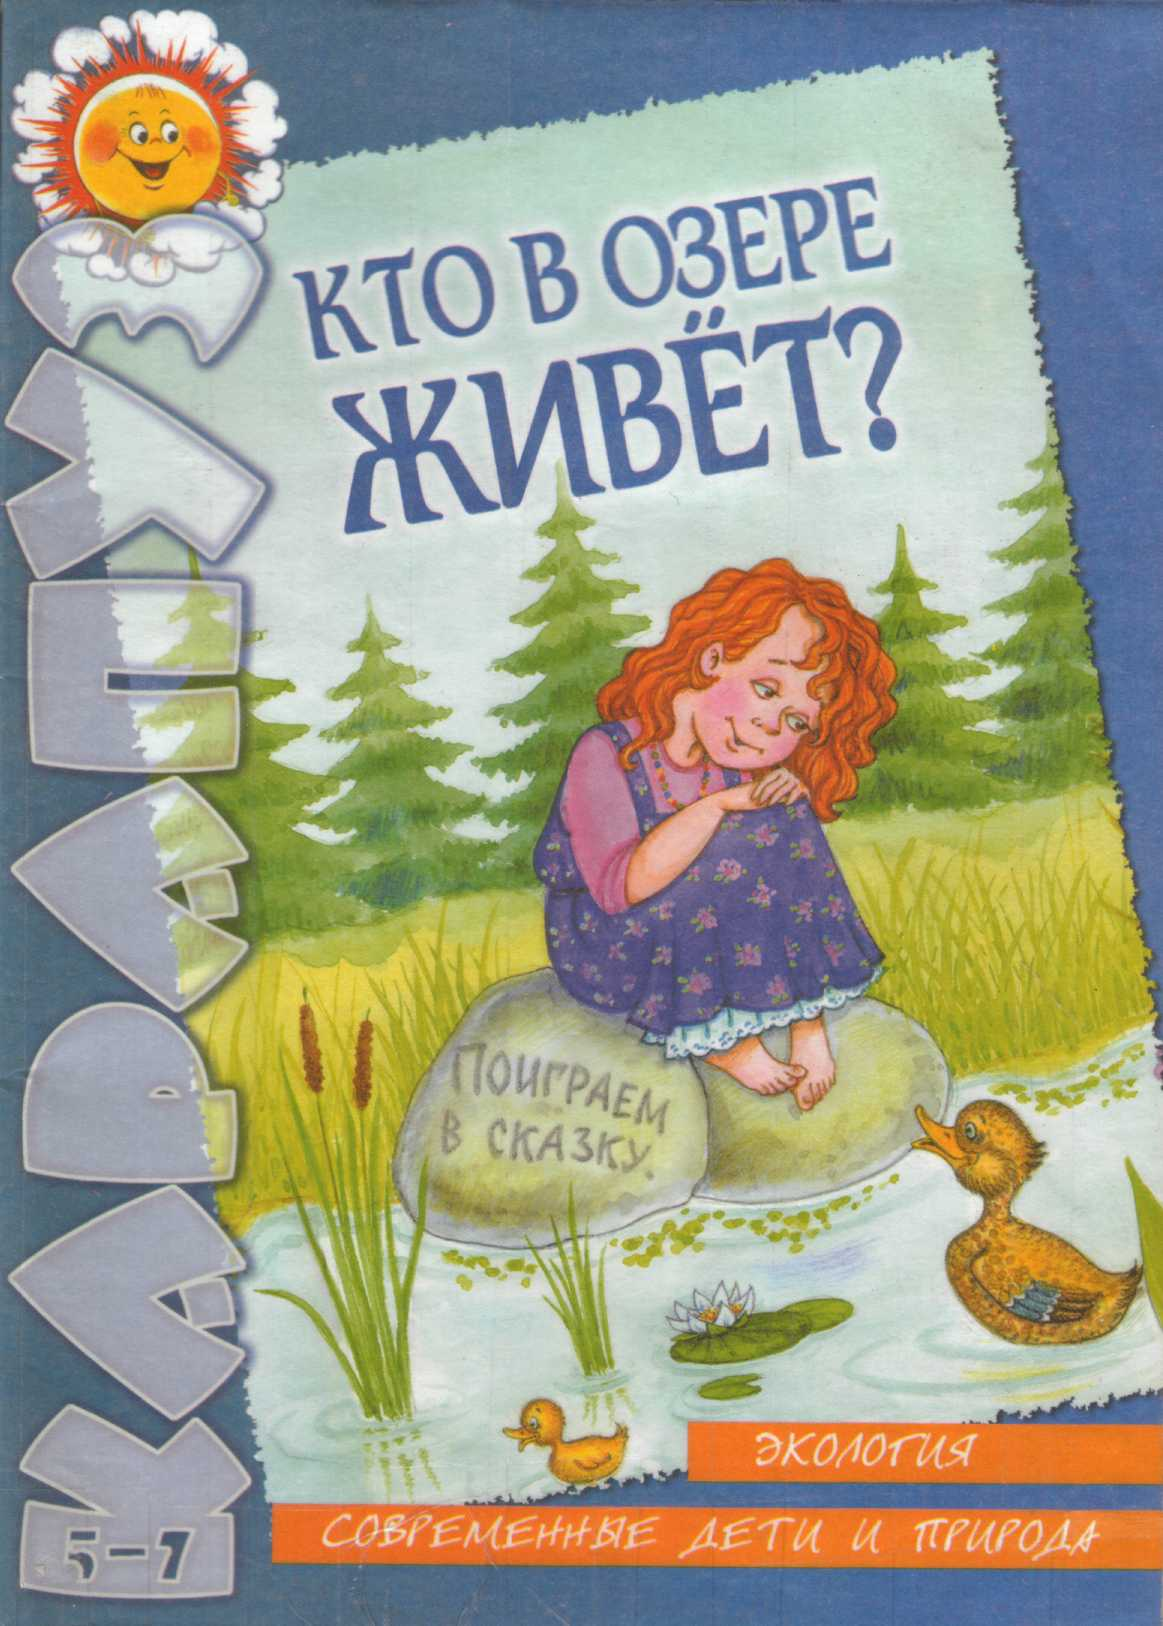 КТО В ОЗЕРЕ
ЖИВЁТ?
КАРАПУЗ
ПОИГРАЕМ
В СКАЗКУ.
ЭКОЛОГИЯ
СОВРЕМЕННЫЕ ДЕТИ И ПРИРОДА
5-7